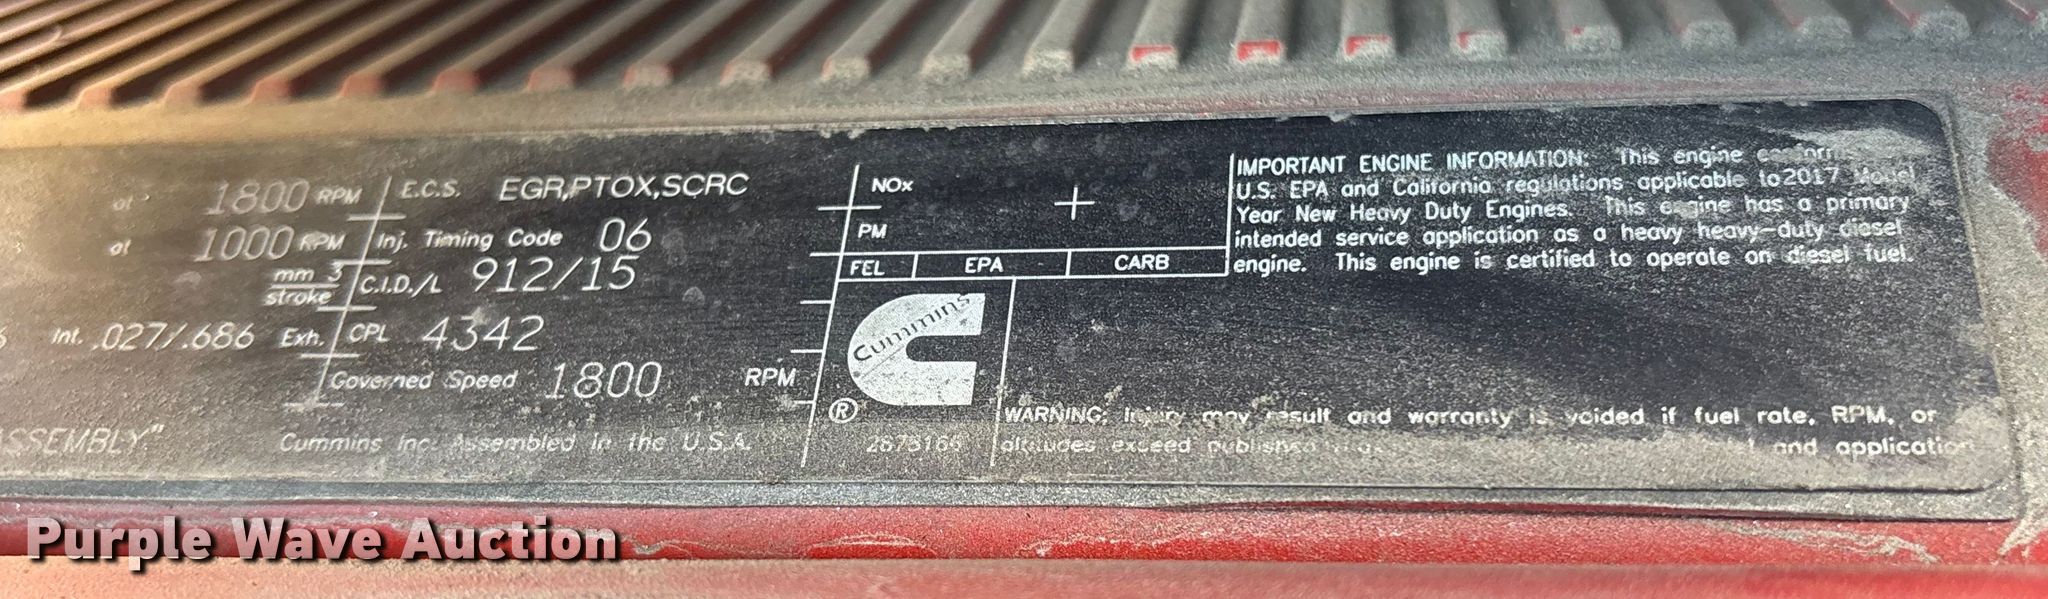 at 1800 RPM E.C.S. EGR,PTOX,SCRC
at 1000 RPM Inj. Timing Code 06
mm 3
stroke C.I.D./L 912/15
Int. .027/.686 Exh. CPL 4342
Governed Speed 1800 RPM
ASSEMBLY"
Cummins Inc. Assembled in the U.S.A.
NOx
PM
FEL EPA CARB
Cummins
®
IMPORTANT ENGINE INFORMATION: This engine
U.S. EPA and California regulations applicable to 2017 Model
Year New Heavy Duty Engines. This engine has a primary
intended service application as a heavy heavy-duty diesel
engine. This engine is certified to operate on diesel fuel.
WARNING: Injury may result and warranty is voided if fuel rate, RPM, or
altitudes exceed published and application
Purple Wave Auction